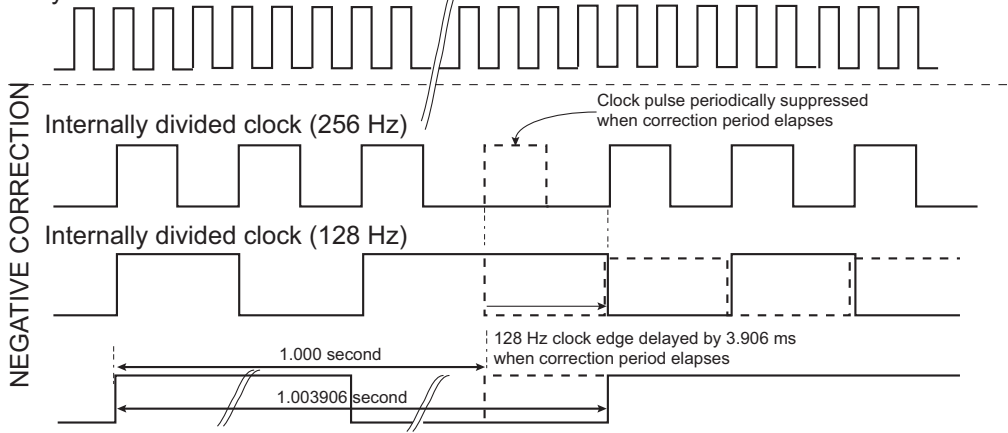 Clock pulse periodically suppressed
when correction period elapses
Internally divided clock (256 Hz)
Internally divided clock (128 Hz)
128 Hz clock edge delayed by 3.906 ms
when correction period elapses
1.000 second
1.003906 second
NEGATIVE CORRECTION